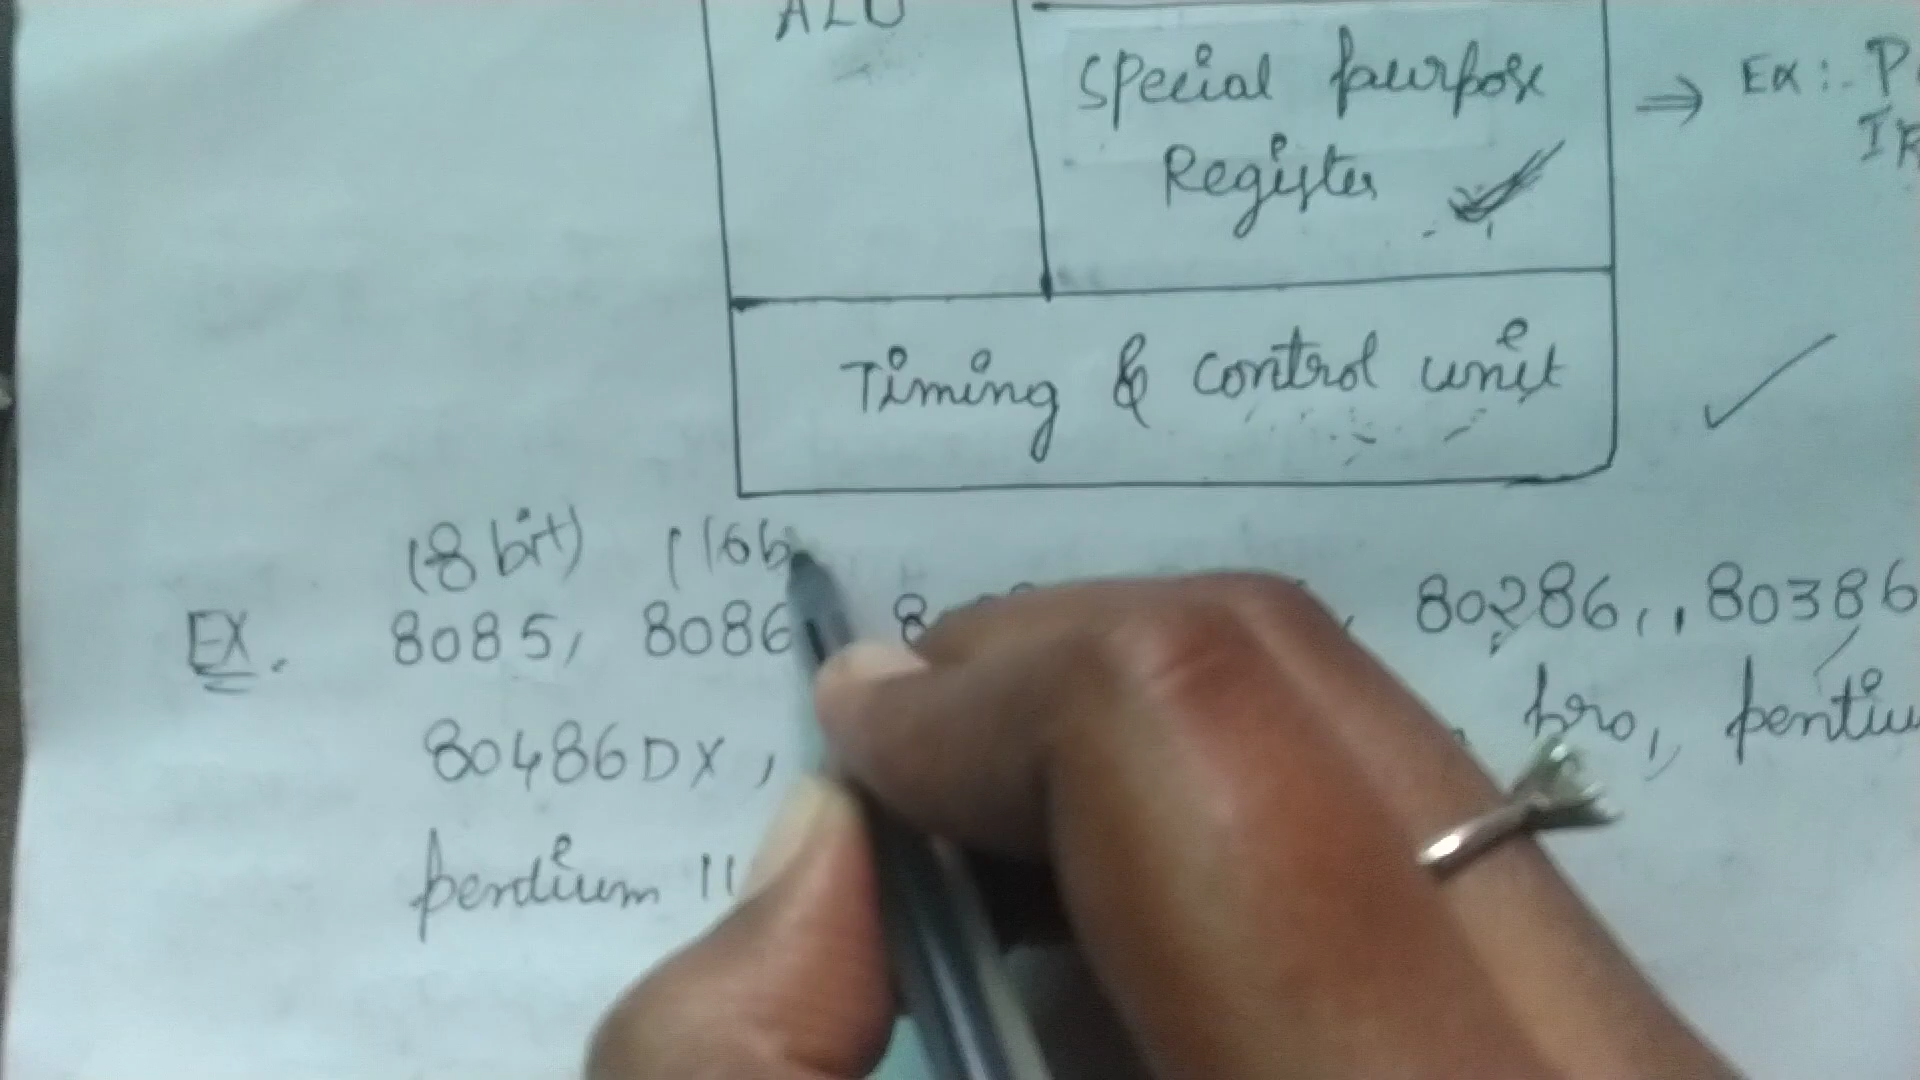 ALU
Special purpose
Register
⇒ Ex:- P
IR
Timing & control unit
(8 bit) (16b
EX. 8085, 8086 80286,, 80386
80486DX, pro, pentiu
pentium 11